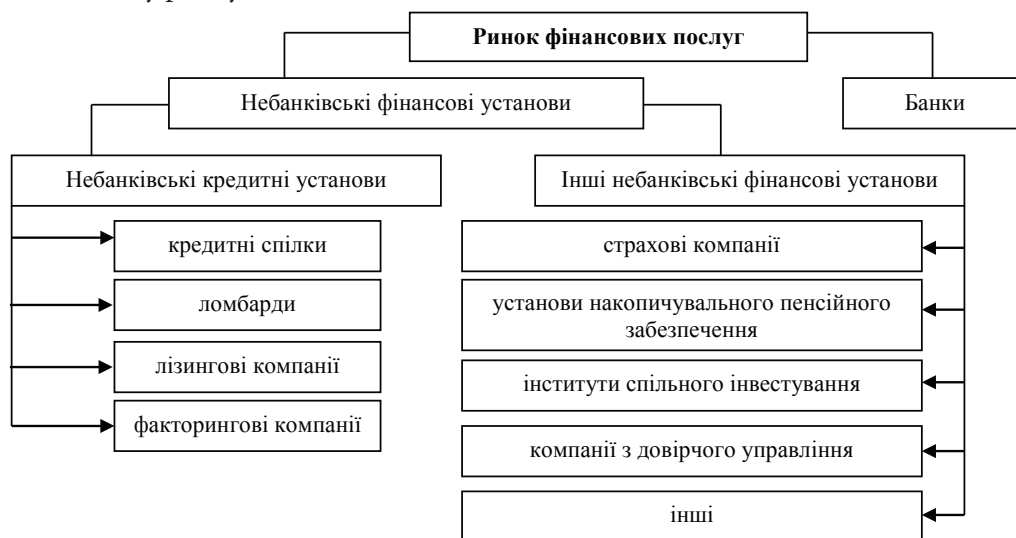 Ринок фінансових послуг
Небанківські фінансові установи
Банки
Небанківські кредитні установи
Інші небанківські фінансові установи
кредитні спілки
ломбарди
лізингові компанії
факторингові компанії
страхові компанії
установи накопичувального пенсійного
забезпечення
інститути спільного інвестування
компанії з довірчого управління
інші